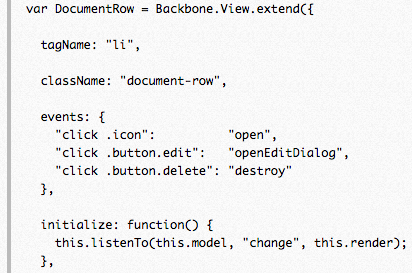 var DocumentRow = Backbone.View.extend({
tagName: "li",
className: "document-row",
events: {
"click .icon": "open",
"click .button.edit": "openEditDialog",
"click .button.delete": "destroy"
},
initialize: function() {
this.listenTo(this.model, "change", this.render);
},